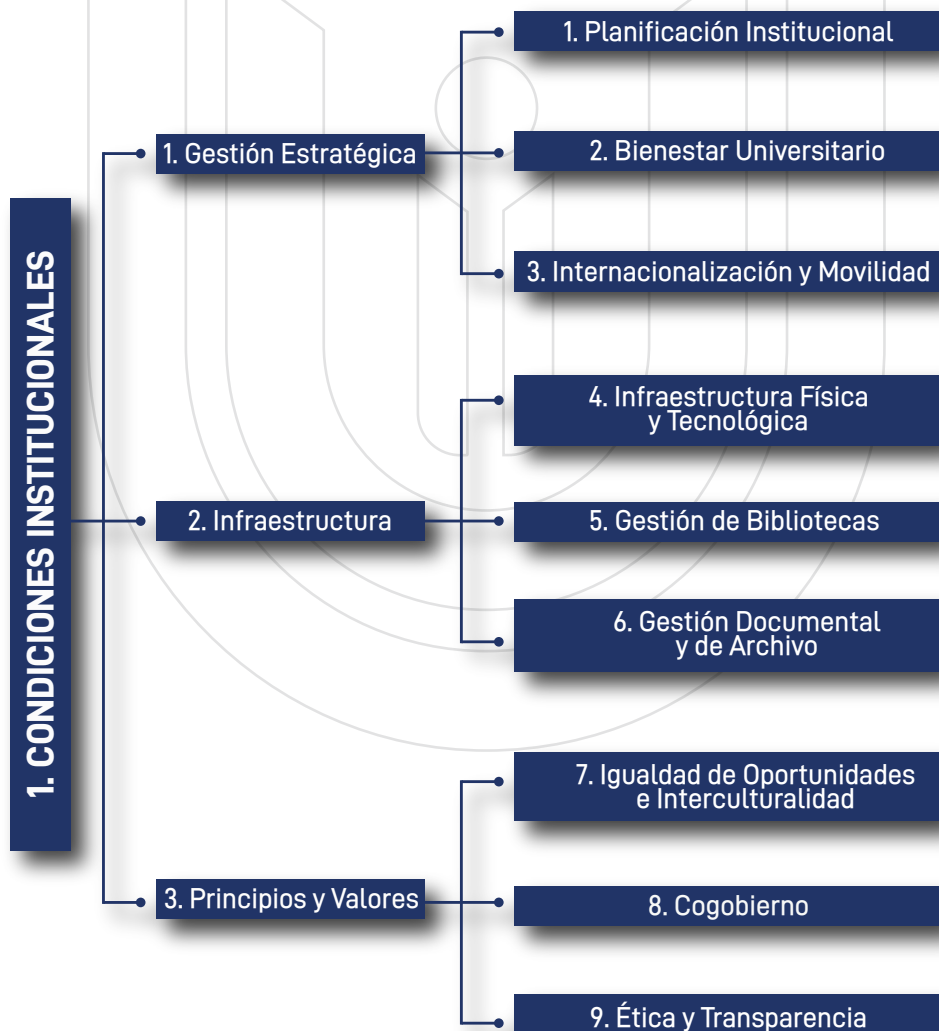 1. CONDICIONES INSTITUCIONALES
1. Gestión Estratégica
1. Planificación Institucional
2. Bienestar Universitario
3. Internacionalización y Movilidad
2. Infraestructura
4. Infraestructura Física
y Tecnológica
5. Gestión de Bibliotecas
6. Gestión Documental
y de Archivo
3. Principios y Valores
7. Igualdad de Oportunidades
e Interculturalidad
8. Cogobierno
9. Ética y Transparencia